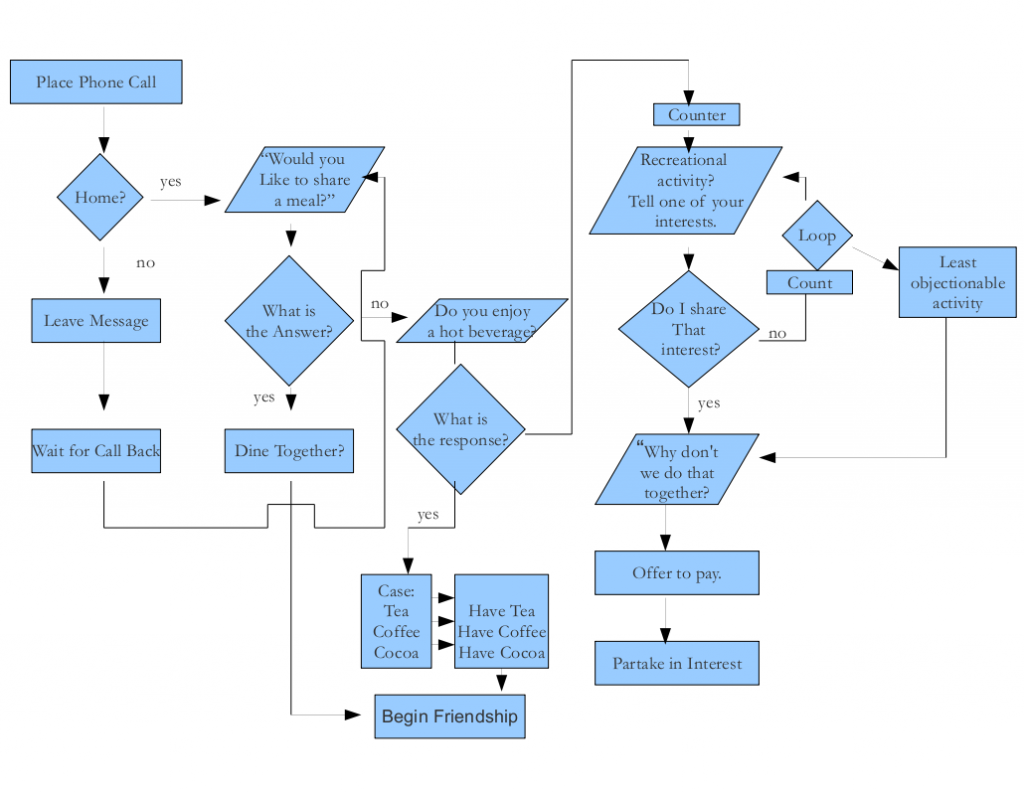 Place Phone Call
Home?
yes
no
Leave Message
Wait for Call Back
“Would you
Like to share
a meal?”
What is
the Answer?
no
yes
Dine Together?
Do you enjoy
a hot beverage?
What is
the response?
yes
Case:
Tea
Coffee
Cocoa
Have Tea
Have Coffee
Have Cocoa
Begin Friendship
Counter
Recreational
activity?
Tell one of your
interests.
Do I share
That
interest?
no
Count
Loop
Least
objectionable
activity
yes
“Why don't
we do that
together?
Offer to pay.
Partake in Interest